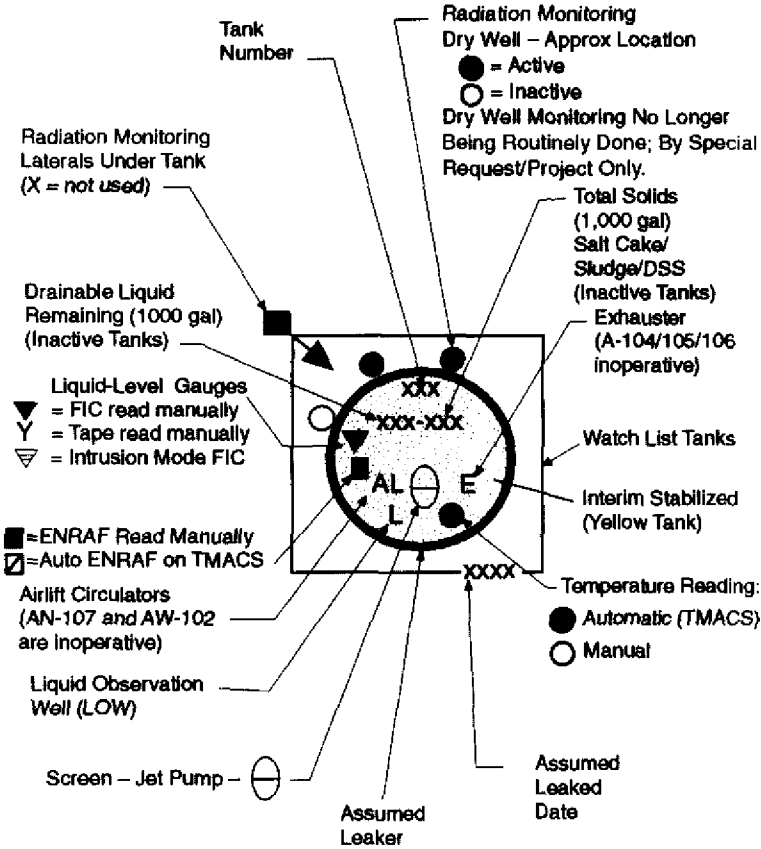 Tank
Number
Radiation Monitoring
Dry Well – Approx Location
= Active
= Inactive
Dry Well Monitoring No Longer
Being Routinely Done; By Special
Request/Project Only.
Radiation Monitoring
Laterals Under Tank
(X = not used)
Total Solids
(1,000 gal)
Salt Cake/
Sludge/DSS
(Inactive Tanks)
Drainable Liquid
Remaining (1000 gal)
(Inactive Tanks)
Exhauster
(A-104/105/106
inoperative)
Liquid-Level Gauges
= FIC read manually
Y = Tape read manually
= Intrusion Mode FIC
XXX
XXX-XXX
AL
E
L
Watch List Tanks
Interim Stabilized
(Yellow Tank)
=ENRAF Read Manually
=Auto ENRAF on TMACS
XXXX
Airlift Circulators
(AN-107 and AW-102
are inoperative)
Temperature Reading:
Automatic (TMACS)
Manual
Liquid Observation
Well (LOW)
Screen – Jet Pump –
Assumed
Leaker
Assumed
Leaked
Date